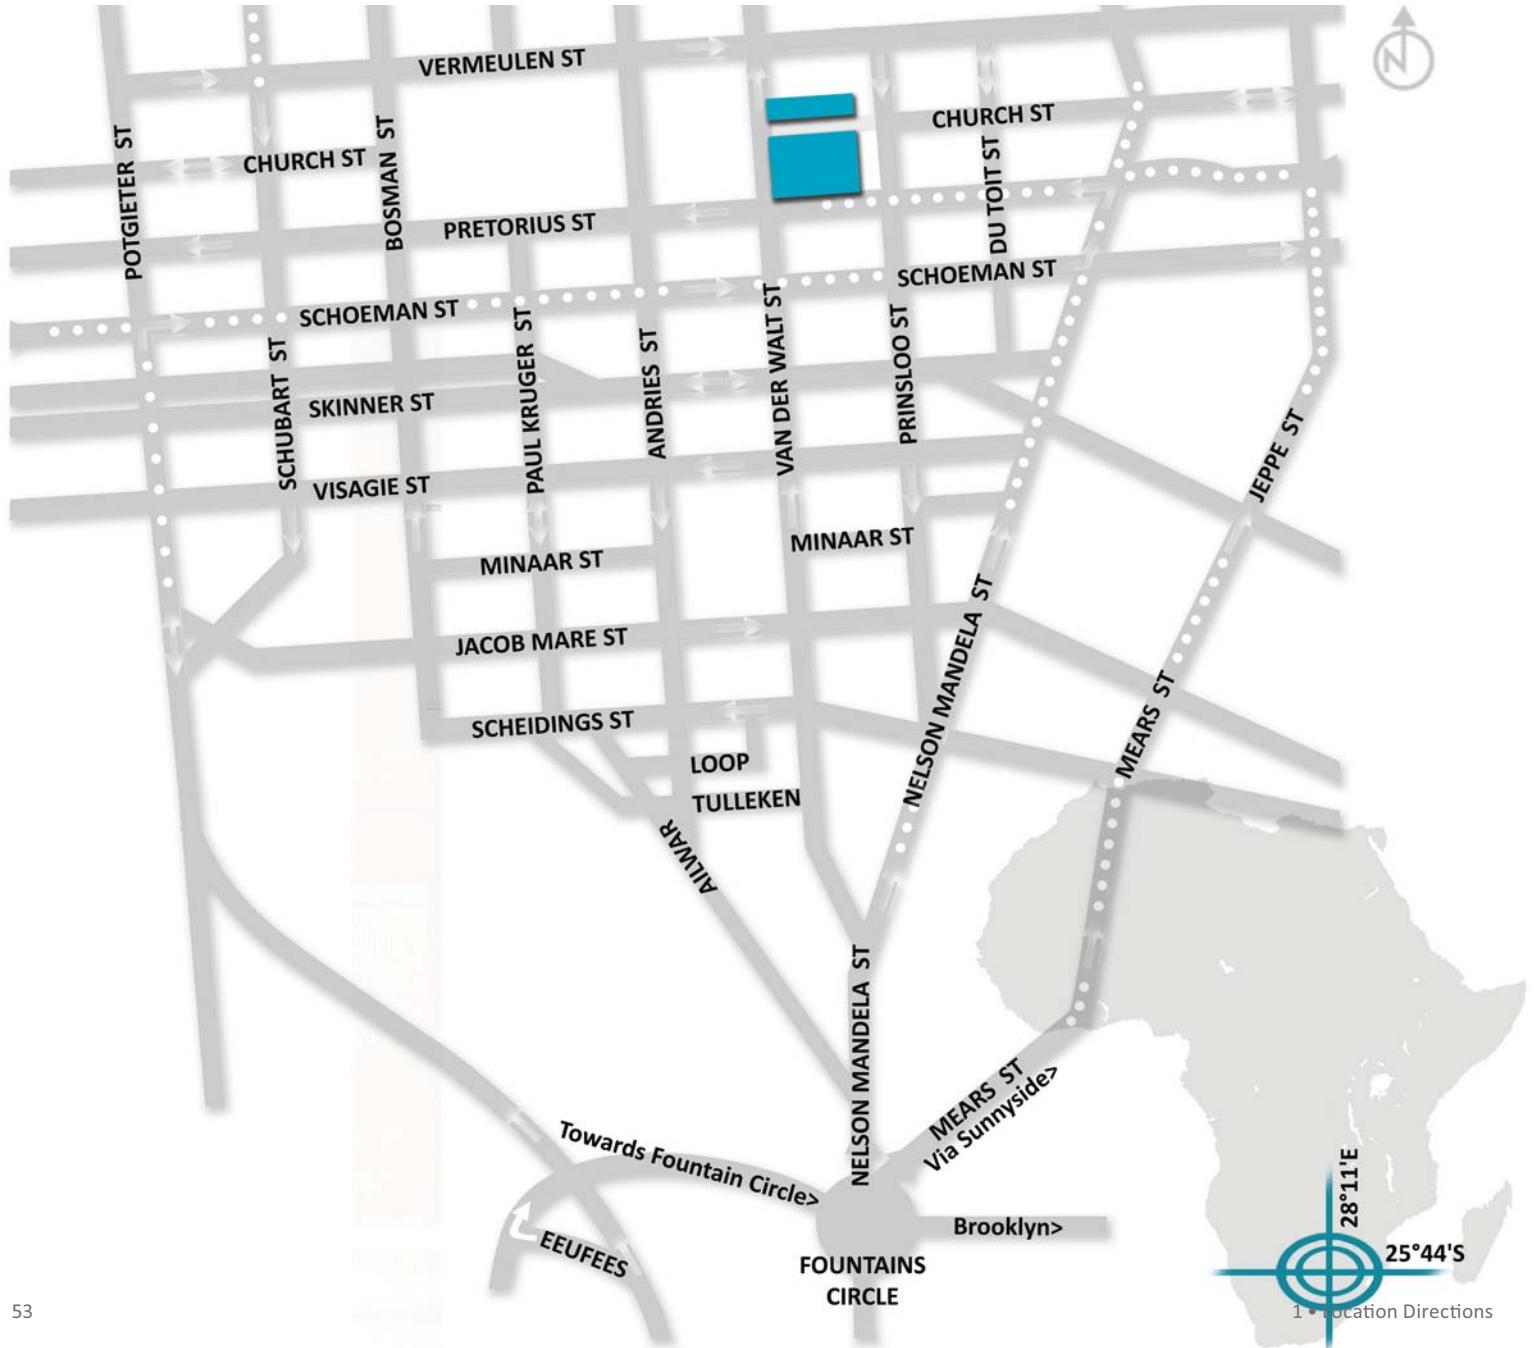 VERMEULEN ST
N
CHURCH ST
CHURCH ST
POTGIETER ST
BOSMAN ST
DU TOIT ST
PRETORIUS ST
SCHOEMAN ST
SCHOEMAN ST
SCHUBART ST
PAUL KRUGER ST
ANDRIES ST
VAN DER WALT ST
PRINSLOO ST
SKINNER ST
JEPPE ST
VISAGIE ST
MINAAR ST
MINAAR ST
JACOB MARE ST
NELSON MANDELA ST
MEARS ST
SCHEIDINGS ST
LOOP
TULLEKEN
AILWAR
NELSON MANDELA ST
MEARS ST
Via Sunnyside>
Towards Fountain Circle>
Brooklyn>
EEUFEES
FOUNTAINS
CIRCLE
28°11'E
25°44'S
53
1 • Location Directions